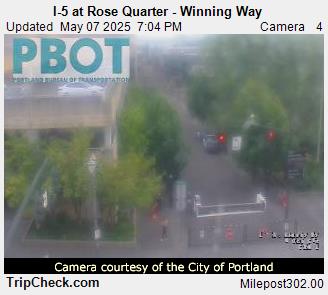 I-5 at Rose Quarter - Winning Way
Updated May 07 2025 7:04 PM Camera 4
PBOT
PORTLAND BUREAU OF TRANSPORTATION
PBOT
Camera courtesy of the City of Portland
TripCheck.com Milepost302.00